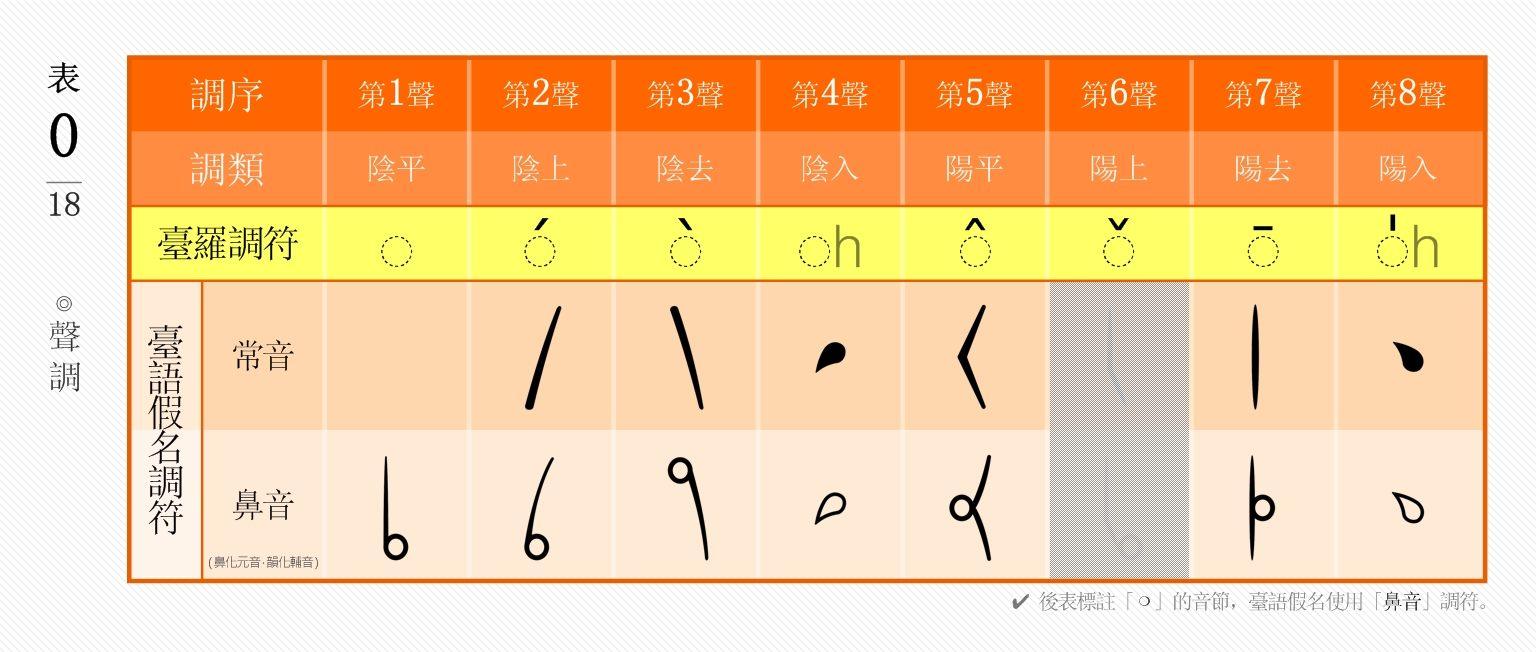 表
0
18
◎
聲調
調序 第1聲 第2聲 第3聲 第4聲 第5聲 第6聲 第7聲 第8聲
調類 陰平 陰上 陰去 陰入 陽平 陽上 陽去 陽入
臺羅調符 ◌ ◌́ ◌̀ ◌h ◌̂ ◌̌ ◌̄ ◌̍h
臺語假名調符
常音
鼻音
(鼻化元音·韻化輔音)
✔ 後表標註「」的音節，臺語假名使用「鼻音」調符。